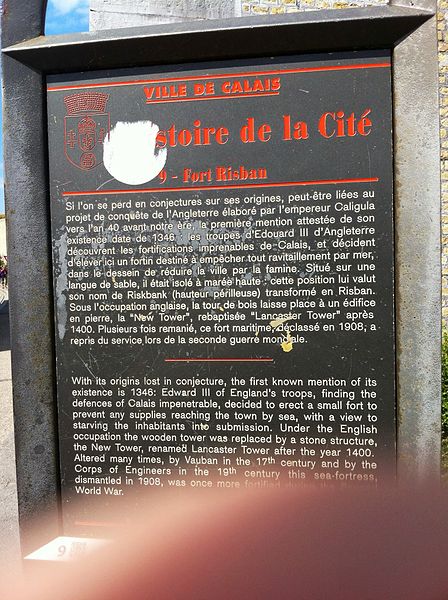 VILLE DE CALAIS
stoire de la Cité
9 - Fort Risban
Si l'on se perd en conjectures sur ses origines, peut-être liées au
projet de conquête de l'Angleterre élaboré par l'empereur Caligula
vers l'an 40 avant notre ère, la première mention attestée de son
existence date de 1346 : les troupes d'Edouard III d'Angleterre
découvrent les fortifications imprenables de Calais, et décident
d'élever ici un fortin destiné à empêcher tout ravitaillement par mer,
dans le dessein de réduire la ville par la famine. Situé sur une
langue de sable, il était isolé à marée haute : cette position lui valut
son nom de Riskbank (hauteur périlleuse) transformé en Risban.
Sous l'occupation anglaise, la tour de bois laisse place à un édifice
en pierre, la "New Tower", rebaptisée "Lancaster Tower" après
1400. Plusieurs fois remanié, ce fort maritime, déclassé en 1908, a
repris du service lors de la seconde guerre mondiale.
With its origins lost in conjecture, the first known mention of its
existence is 1346: Edward III of England's troops, finding the
defences of Calais impenetrable, decided to erect a small fort to
prevent any supplies reaching the town by sea, with a view to
starving the inhabitants into submission. Under the English
occupation the wooden tower was replaced by a stone structure,
the New Tower, renamed Lancaster Tower after the year 1400.
Altered many times, by Vauban in the 17th century and by the
Corps of Engineers in the 19th century this sea-fortress,
dismantled in 1908, was once more fortified during the
World War.
9